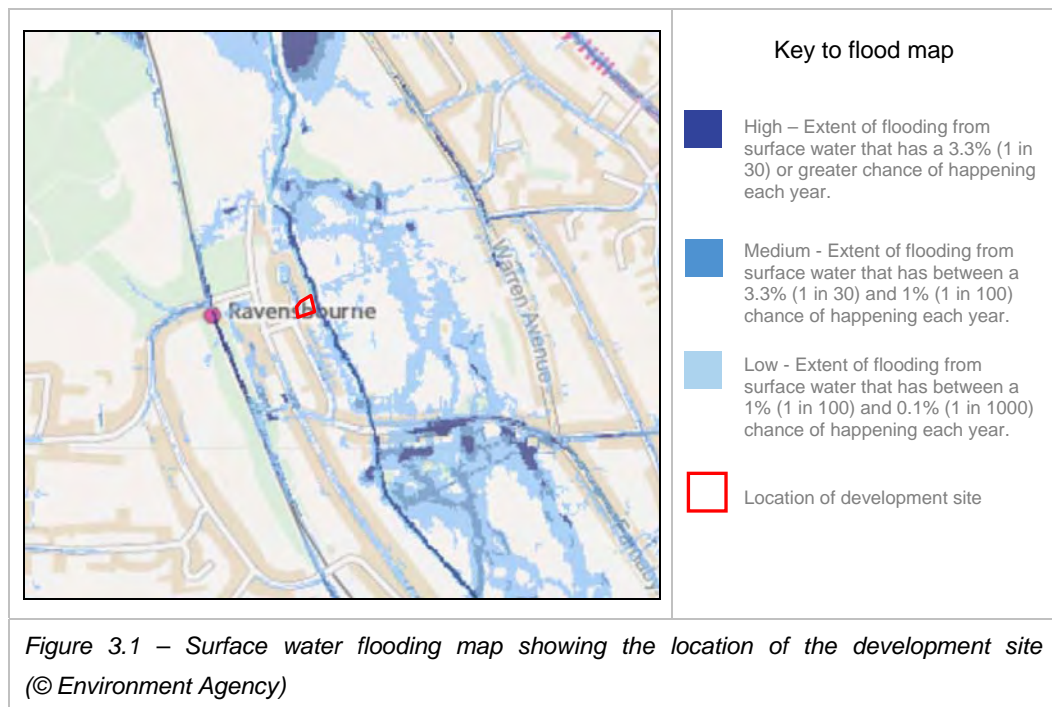 Key to flood map
High – Extent of flooding from
surface water that has a 3.3% (1 in
30) or greater chance of happening
each year.
Medium - Extent of flooding from
surface water that has between a
3.3% (1 in 30) and 1% (1 in 100)
chance of happening each year.
Low - Extent of flooding from
surface water that has between a
1% (1 in 100) and 0.1% (1 in 1000)
chance of happening each year.
Location of development site
Ravensbourne
Warren Avenue
Farnaby
Figure 3.1 – Surface water flooding map showing the location of the development site
(© Environment Agency)